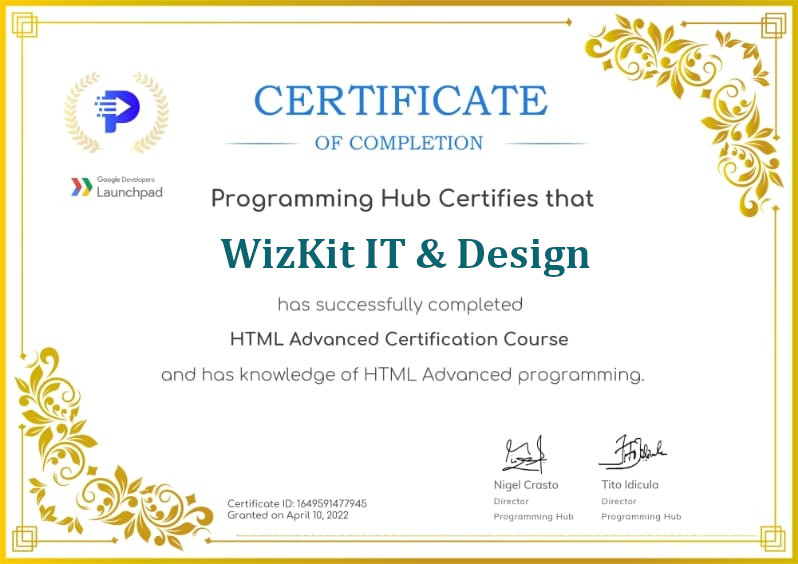 CERTIFICATE
OF COMPLETION
Google Developers
Launchpad
Programming Hub Certifies that
WizKit IT & Design
has successfully completed
HTML Advanced Certification Course
and has knowledge of HTML Advanced programming.
Nigel Crasto
Director
Programming Hub
Tito Idicula
Director
Programming Hub
Certificate ID: 1649591477945
Granted on April 10, 2022